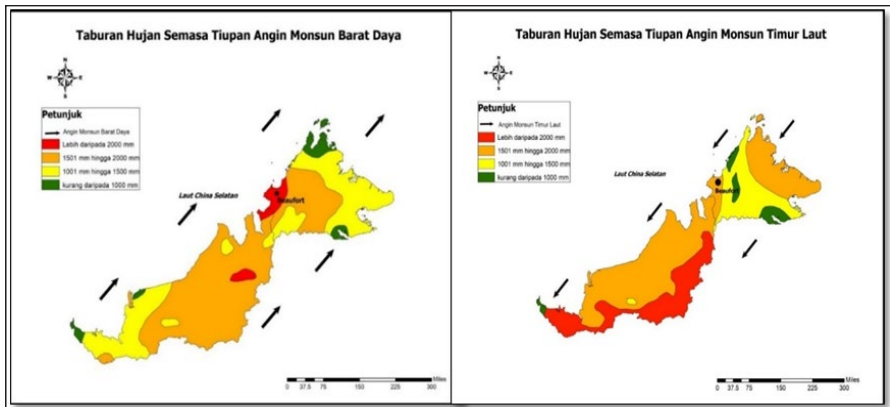 Taburan Hujan Semasa Tiupan Angin Monsun Barat Daya
N
W E
S
Petunjuk
Angin Monsun Barat Daya
Lebih daripada 2000 mm
1501 mm hingga 2000 mm
1001 mm hingga 1500 mm
kurang daripada 1000 mm
Laut China Selatan
Beaufort
Miles
0 37.5 75 150 225 300
Taburan Hujan Semasa Tiupan Angin Monsun Timur Laut
N
W E
S
Petunjuk
Angin Monsun Timur Laut
Lebih daripada 2000 mm
1501 mm hingga 2000 mm
1001 mm hingga 1500 mm
kurang daripada 1000 mm
Laut China Selatan
Beaufort
Miles
0 37.5 75 150 225 300